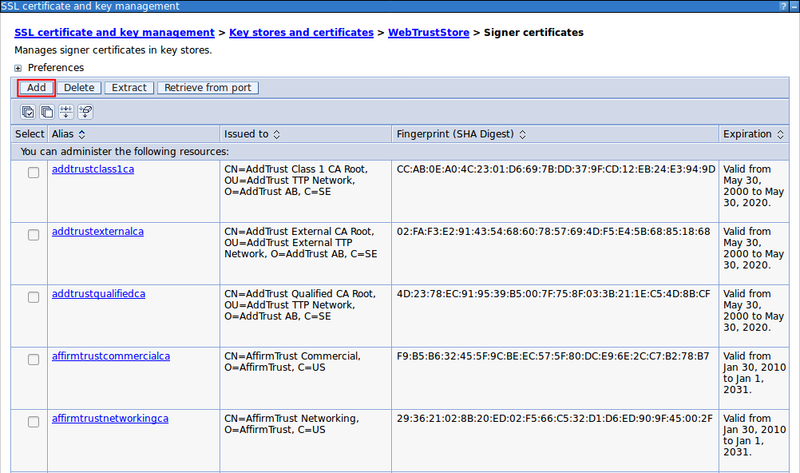 SSL certificate and key management
? –
SSL certificate and key management > Key stores and certificates > WebTrustStore > Signer certificates
Manages signer certificates in key stores.
Preferences
Add Delete Extract Retrieve from port
Select Alias Issued to Fingerprint (SHA Digest) Expiration
You can administer the following resources:
addtrustclass1ca
CN=AddTrust Class 1 CA Root,
OU=AddTrust TTP Network,
O=AddTrust AB, C=SE
CC:AB:0E:A0:4C:23:01:D6:69:7B:DD:37:9F:CD:12:EB:24:E3:94:9D
Valid from
May 30,
2000 to
May 30, 2020.
addtrustexternalca
CN=AddTrust External CA Root,
OU=AddTrust External TTP
Network, O=AddTrust AB, C=SE
02:FA:F3:E2:91:43:54:68:60:78:57:69:4D:F5:E4:5B:68:85:18:68
Valid from
May 30,
2000 to May
30, 2020.
addtrustqualifiedca
CN=AddTrust Qualified CA Root,
OU=AddTrust TTP Network,
O=AddTrust AB, C=SE
4D:23:78:EC:91:95:39:B5:00:7F:75:8F:03:3B:21:1E:C5:4D:8B:CF
Valid from
May 30,
2000 to May
30, 2020.
affirmtrustcommercialca
CN=AffirmTrust Commercial,
O=AffirmTrust, C=US
F9:B5:B6:32:45:5F:9C:BE:EC:57:5F:80:DC:E9:6E:2C:C7:B2:78:B7
Valid from
Jan 30, 2010
to Jan 1,
2031.
affirmtrustnetworkingca
CN=AffirmTrust Networking,
O=AffirmTrust, C=US
29:36:21:02:8B:20:ED:02:F5:66:C5:32:D1:D6:ED:90:9F:45:00:2F
Valid from
Jan 30, 2010
to Jan 1,
2031.